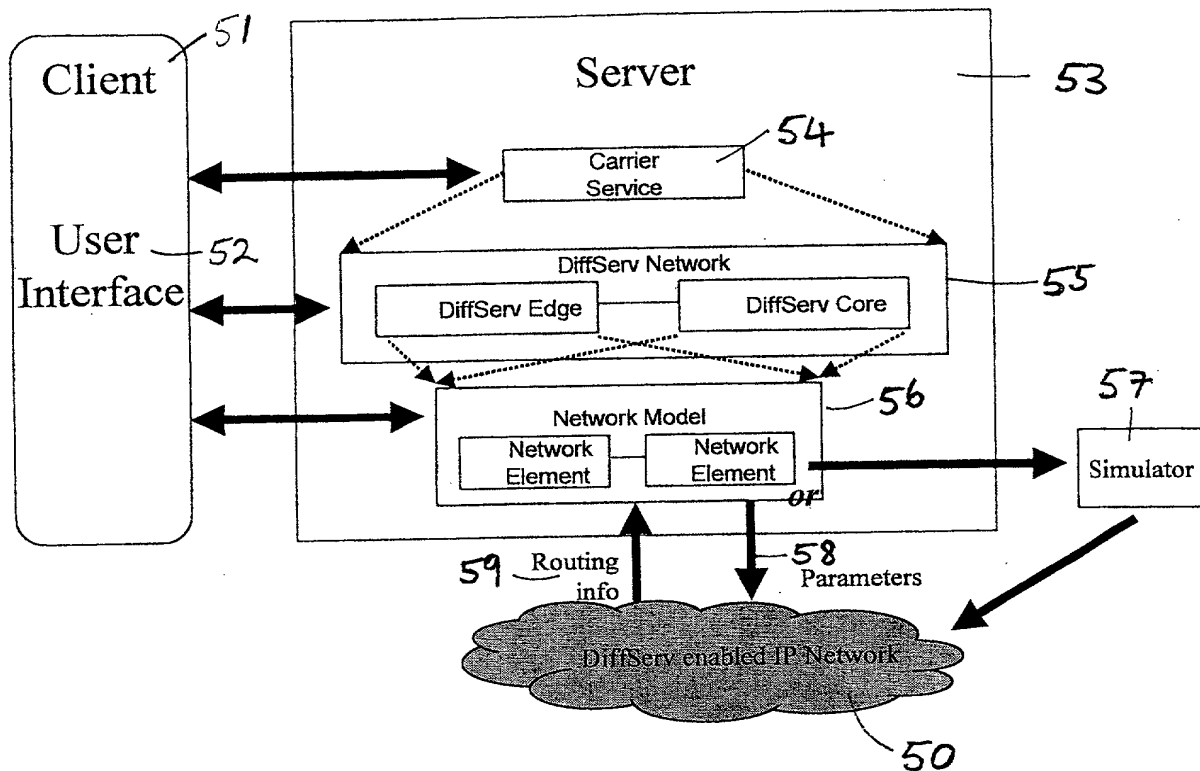 51
Client
User
Interface
52
Server
53
54
Carrier
Service
DiffServ Network
55
DiffServ Edge
DiffServ Core
Network Model
56
Network
Element
Network
Element
or
57
Simulator
59
Routing
info
58
Parameters
DiffServ enabled IP Network
50